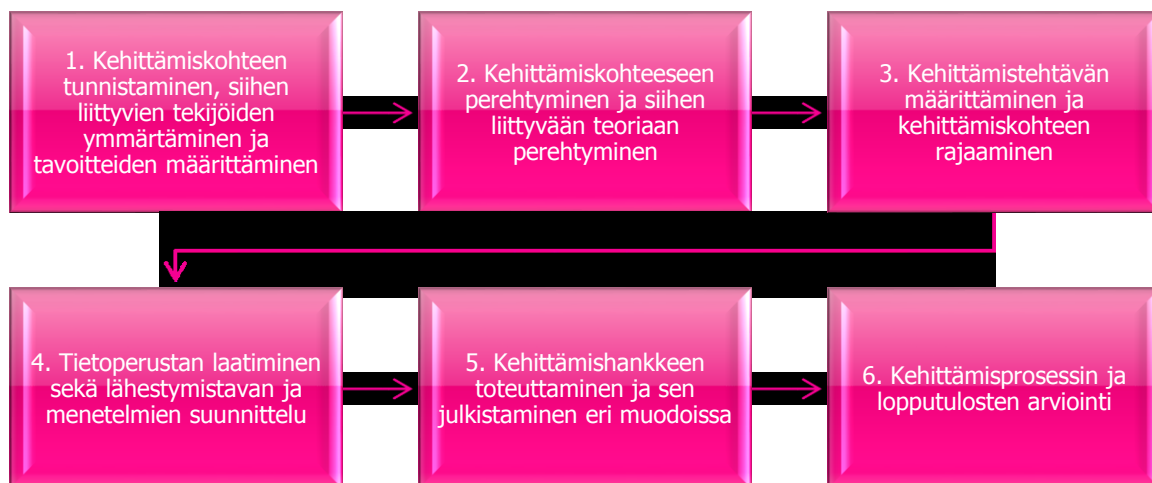 1. Kehittämiskohteen
tunnistaminen, siihen
liittyvien tekijöiden
ymmärtäminen ja
tavoitteiden määrittäminen
2. Kehittämiskohteeseen
perehtyminen ja siihen
liittyvään teoriaan
perehtyminen
3. Kehittämistehtävän
määrittäminen ja
kehittämiskohteen
rajaaminen
4. Tietoperustan laatiminen
sekä lähestymistavan ja
menetelmien suunnittelu
5. Kehittämishankkeen
toteuttaminen ja sen
julkistaminen eri muodoissa
6. Kehittämisprosessin ja
lopputulosten arviointi